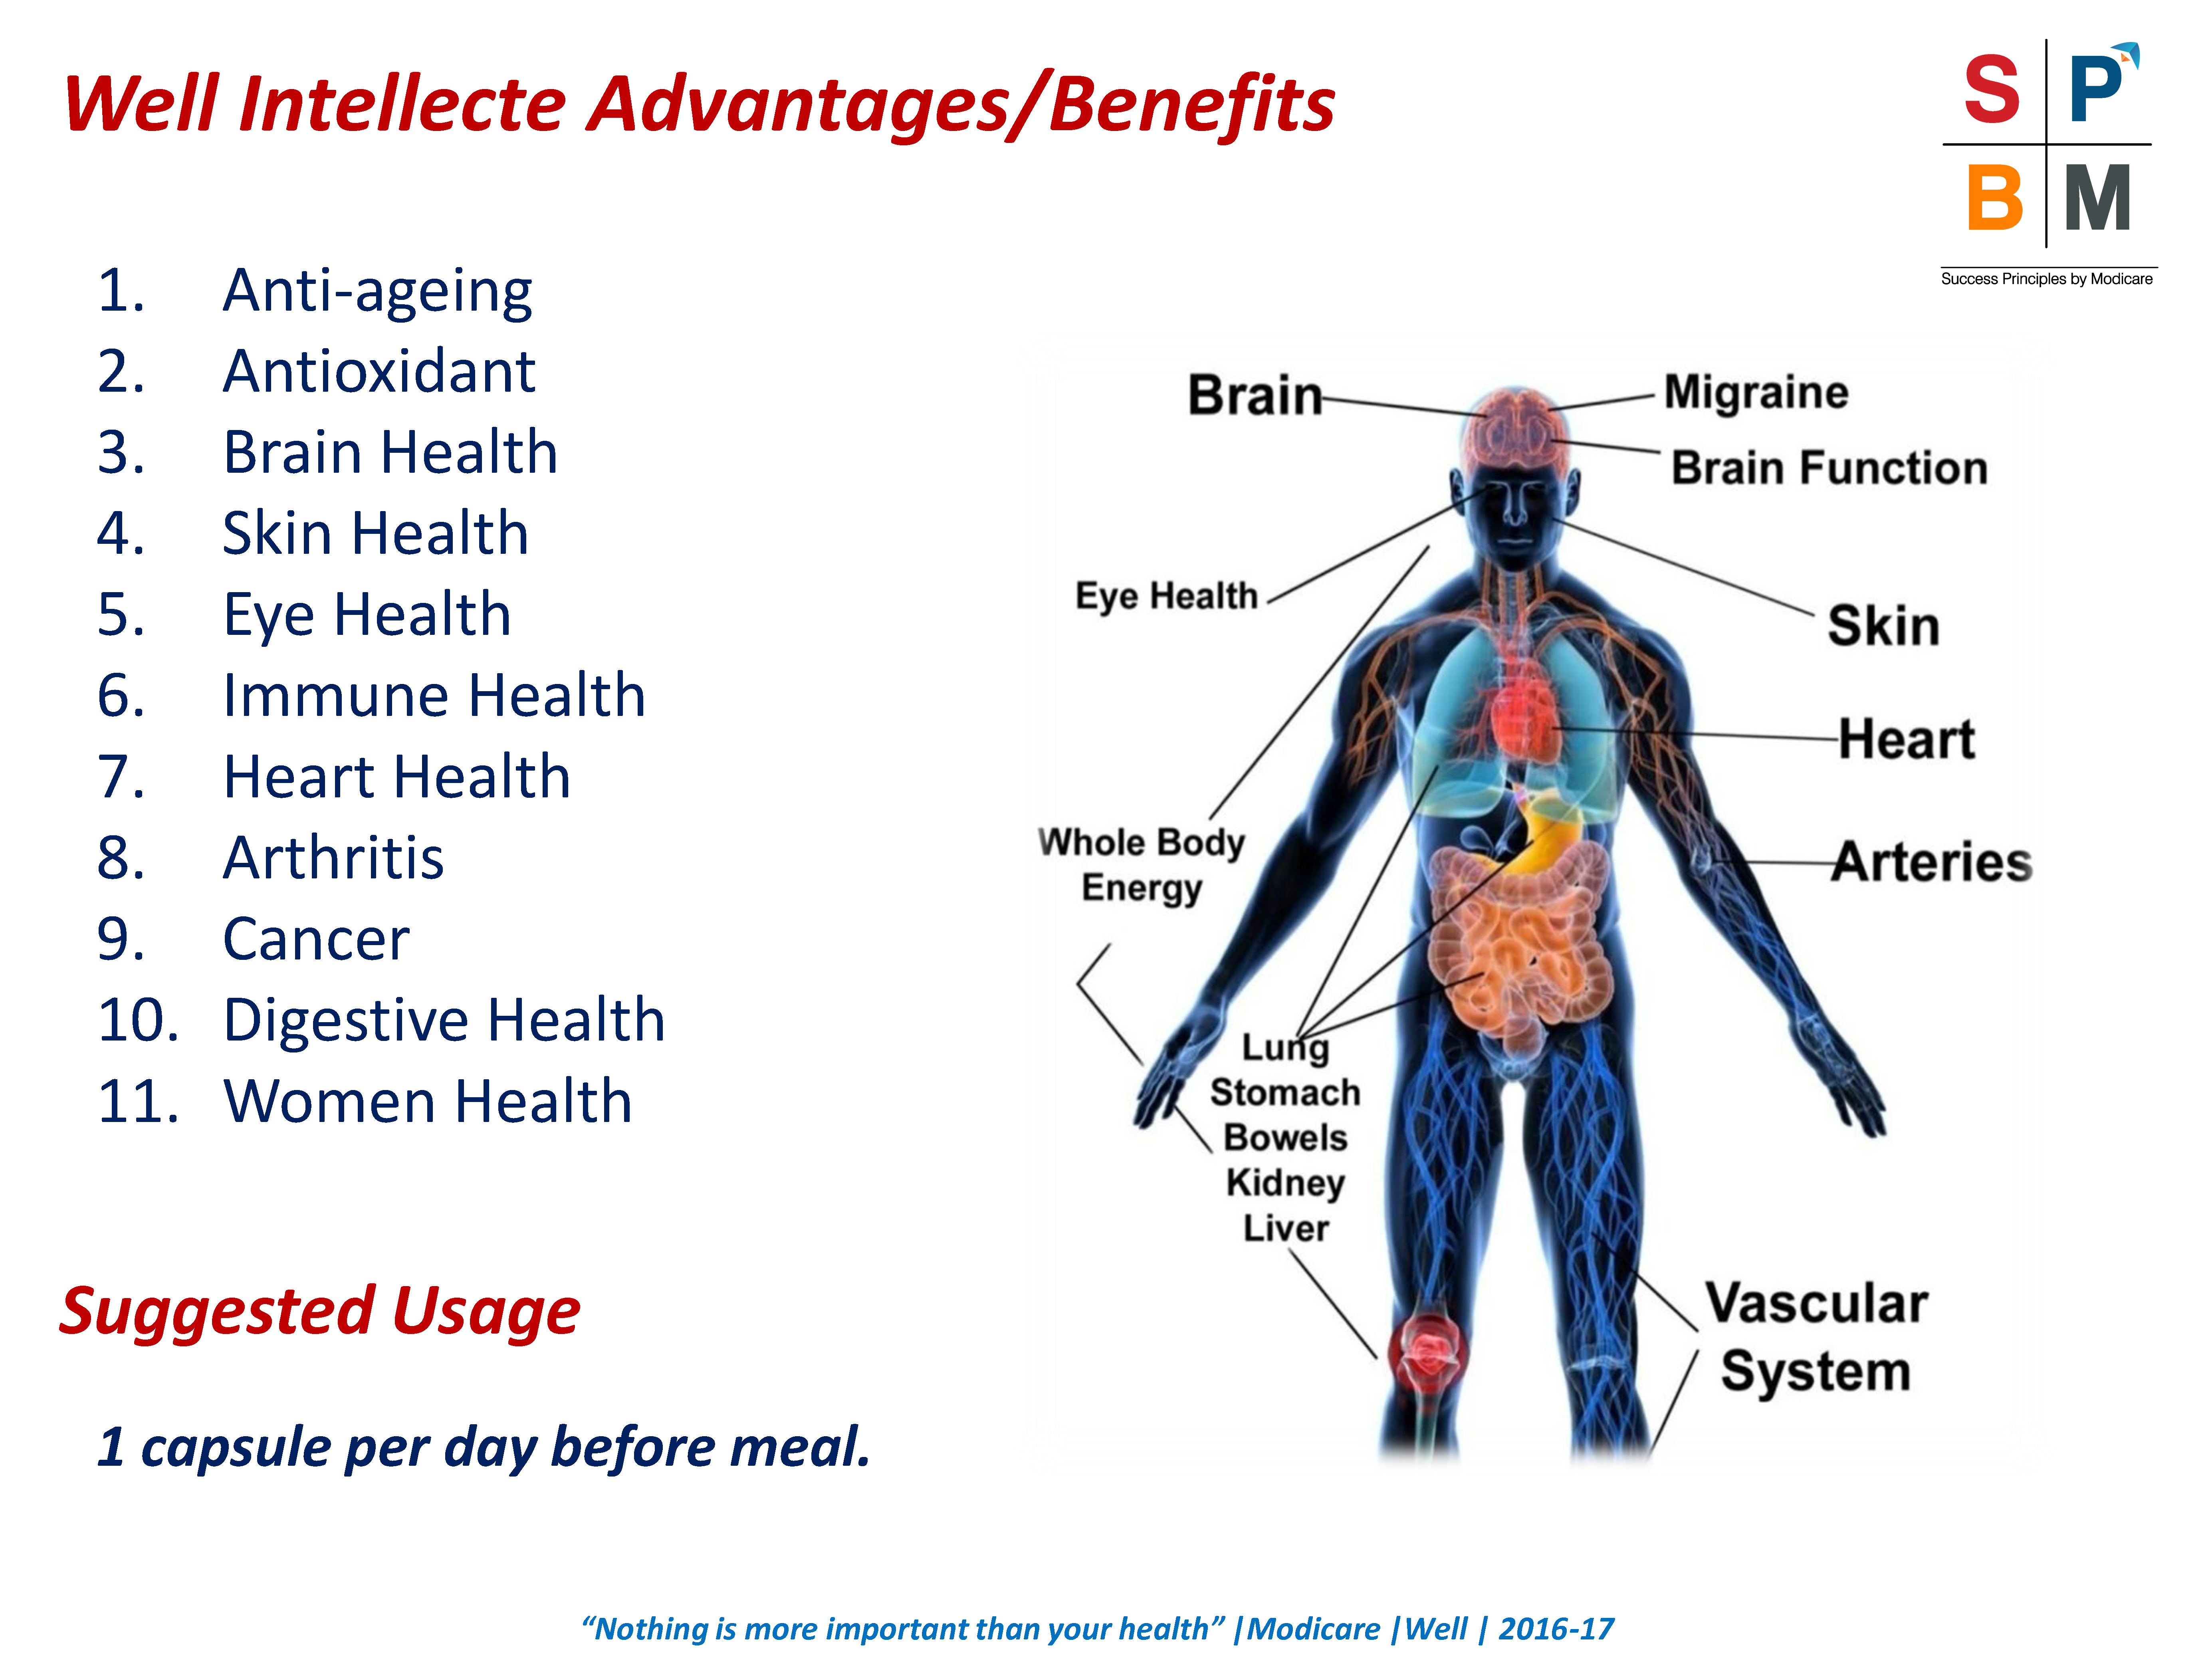 Well Intellecte Advantages/Benefits
S P
B M
Success Principles by Modicare
1. Anti-ageing
2. Antioxidant
3. Brain Health
4. Skin Health
5. Eye Health
6. Immune Health
7. Heart Health
8. Arthritis
9. Cancer
10. Digestive Health
11. Women Health
Brain
Migraine
Brain Function
Eye Health
Skin
Heart
Whole Body
Energy
Arteries
Lung
Stomach
Bowels
Kidney
Liver
Vascular
System
Suggested Usage
1 capsule per day before meal.
“Nothing is more important than your health” |Modicare |Well | 2016-17